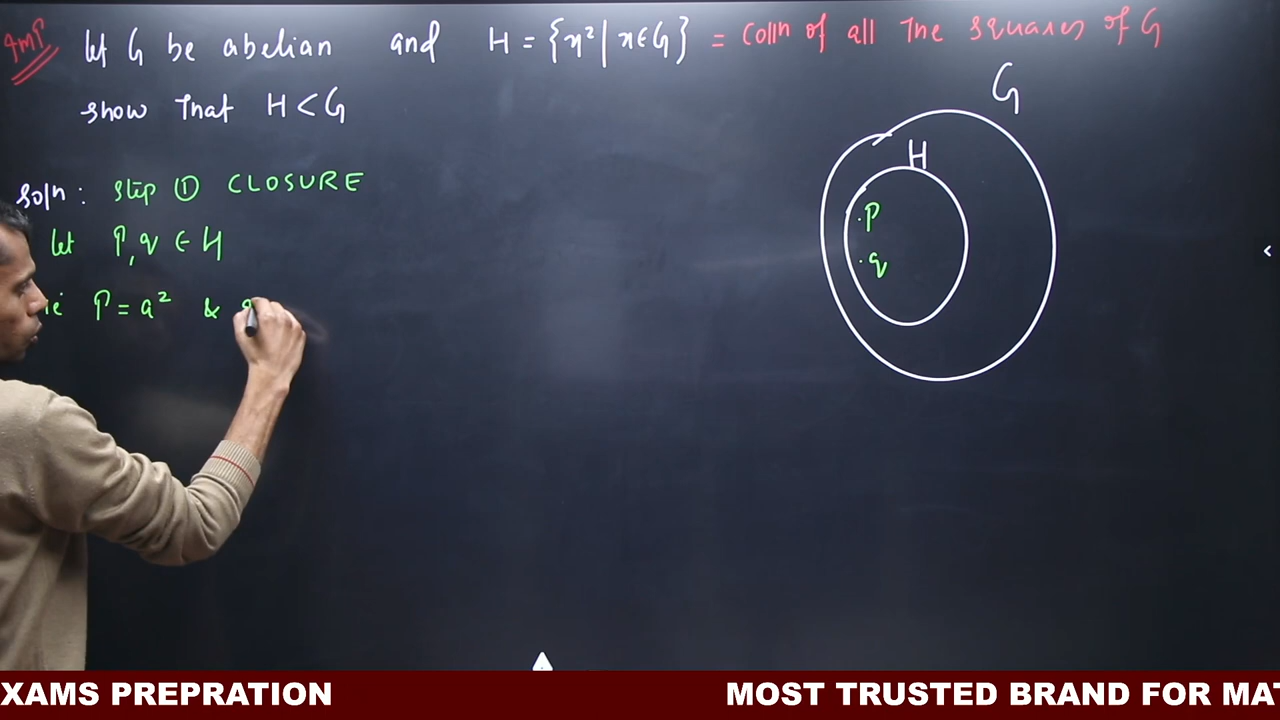 Imp let G be abelian and H = {x² | x ∈ G} = Collⁿ of all The squares of G
show That H < G
G
H
Solⁿ: step ① CLOSURE
let p, q ∈ H
p
q
ie p = a² &
XAMS PREPRATION MOST TRUSTED BRAND FOR MAT